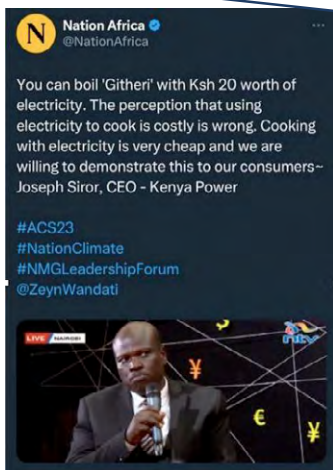 N
Nation Africa
@NationAfrica
...
You can boil 'Githeri' with Ksh 20 worth of
electricity. The perception that using
electricity to cook is costly is wrong. Cooking
with electricity is very cheap and we are
willing to demonstrate this to our consumers~
Joseph Siror, CEO - Kenya Power
#ACS23
#NationClimate
#NMGLeadershipForum
@ZeynWandati
LIVE NAIROBI
ntv
$
¥
€
¥